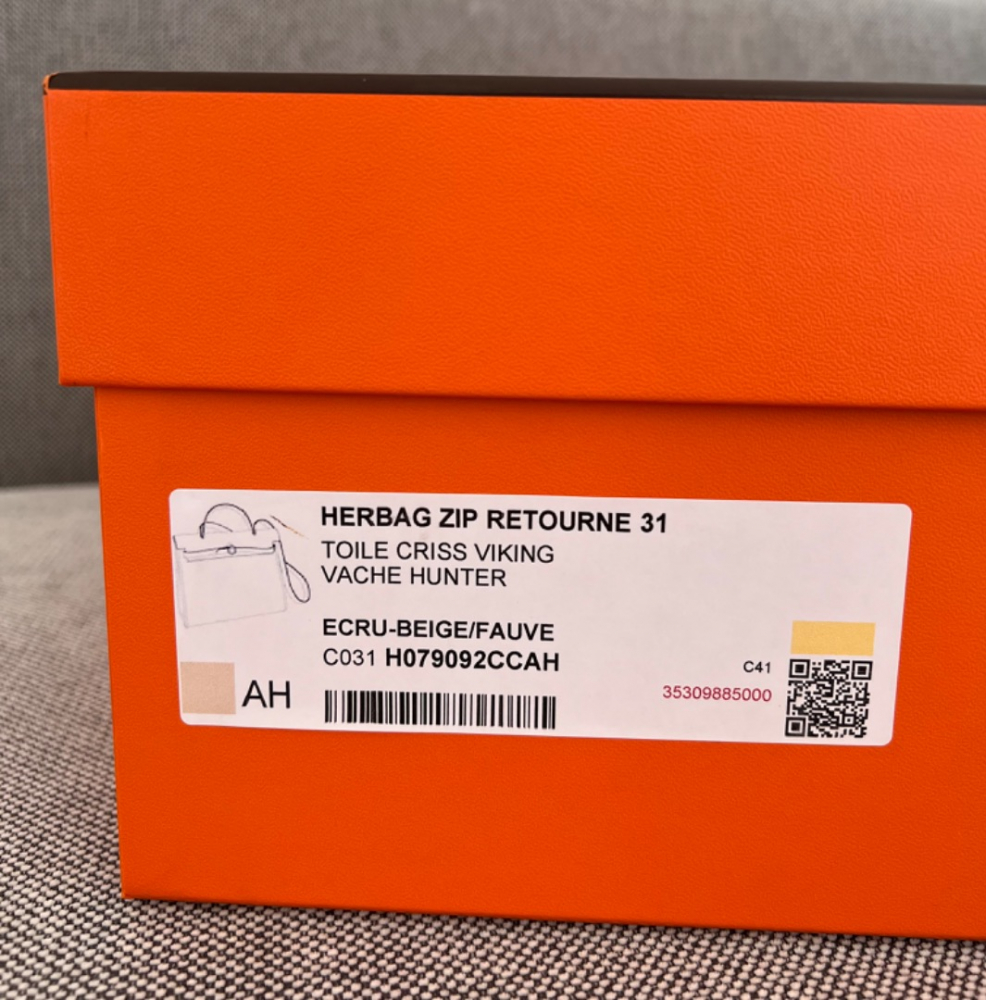 HERBAG ZIP RETOURNE 31
TOILE CRISS VIKING
VACHE HUNTER
ECRU-BEIGE/FAUVE
C031 H079092CCAH
AH
C41
35309885000